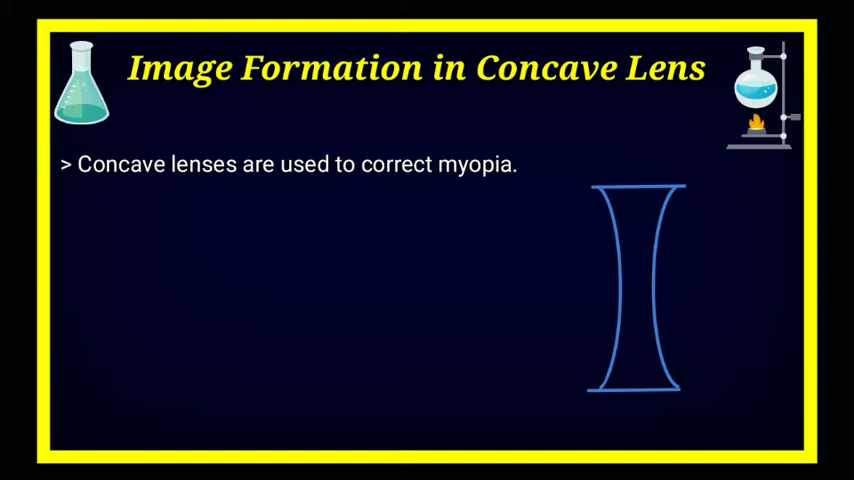 Image Formation in Concave Lens
> Concave lenses are used to correct myopia.